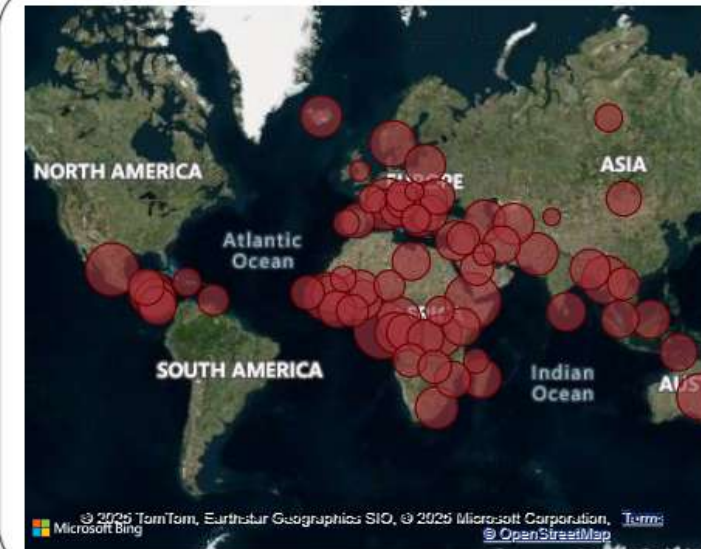 NORTH AMERICA
ASIA
Atlantic
Ocean
SOUTH AMERICA
Indian
Ocean
© 2025 TomTom, Earthstar Geographics SIO, © 2025 Microsoft Corporation, Terms
Microsoft Bing
© OpenStreetMap